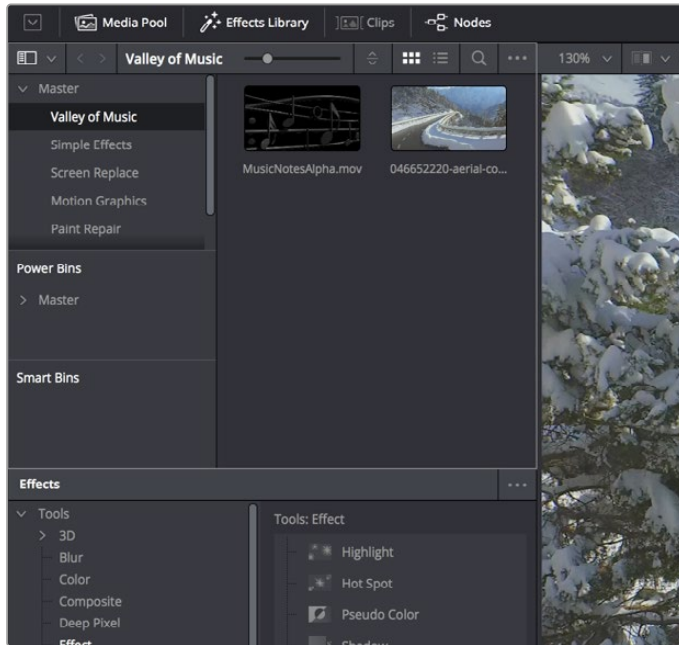 Media Pool Effects Library Clips Nodes
Valley of Music 130%
Master
Valley of Music
Simple Effects
Screen Replace
Motion Graphics
Paint Repair
MusicNotesAlpha.mov 046652220-aerial-co...
Power Bins
Master
Smart Bins
Effects
Tools
3D
Blur
Color
Composite
Deep Pixel
Effect
Tools: Effect
Highlight
Hot Spot
Pseudo Color
Shadow